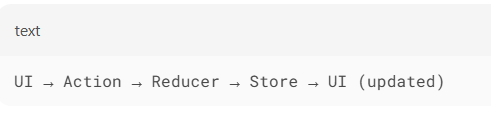 text
UI → Action → Reducer → Store → UI (updated)